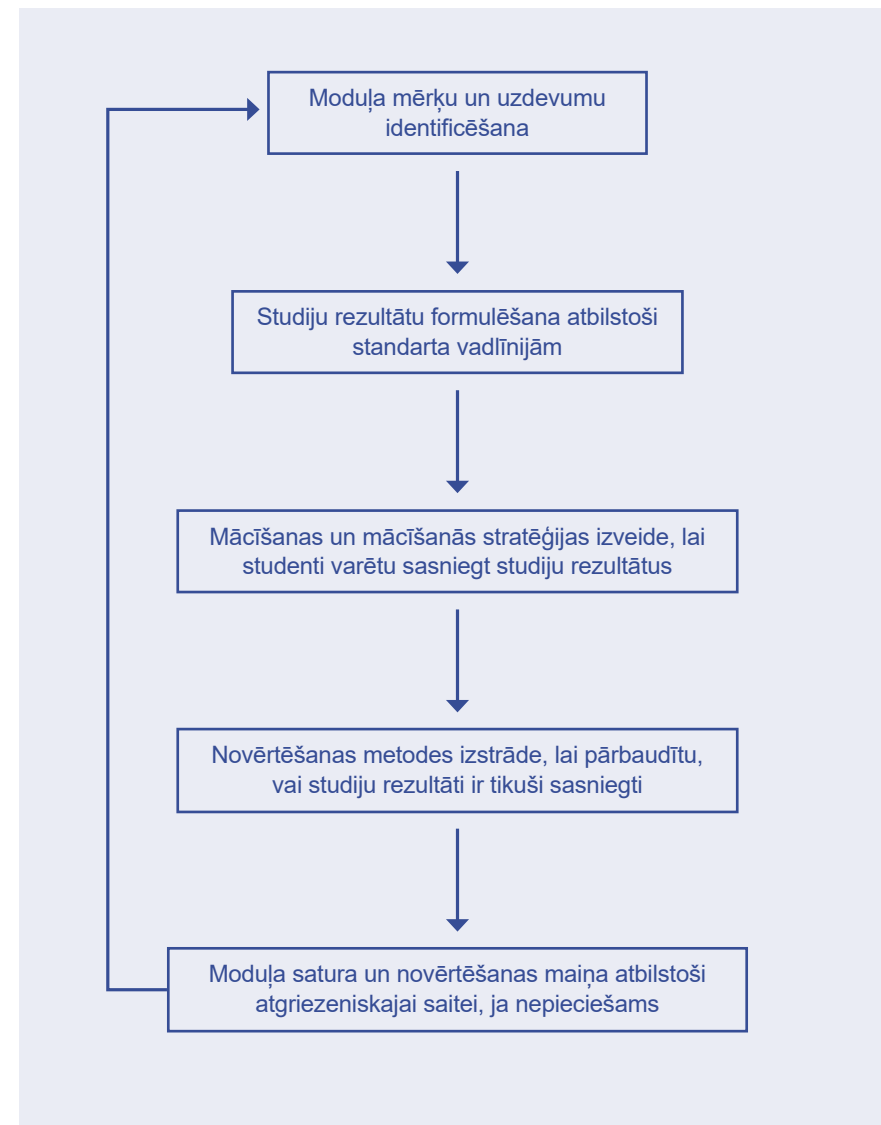 Moduļa mērķu un uzdevumu
identificēšana
Studiju rezultātu formulēšana atbilstoši
standarta vadlīnijām
Mācīšanas un mācīšanās stratēģijas izveide, lai
studenti varētu sasniegt studiju rezultātus
Novērtēšanas metodes izstrāde, lai pārbaudītu,
vai studiju rezultāti ir tikuši sasniegti
Moduļa satura un novērtēšanas maiņa atbilstoši
atgriezeniskajai saitei, ja nepieciešams